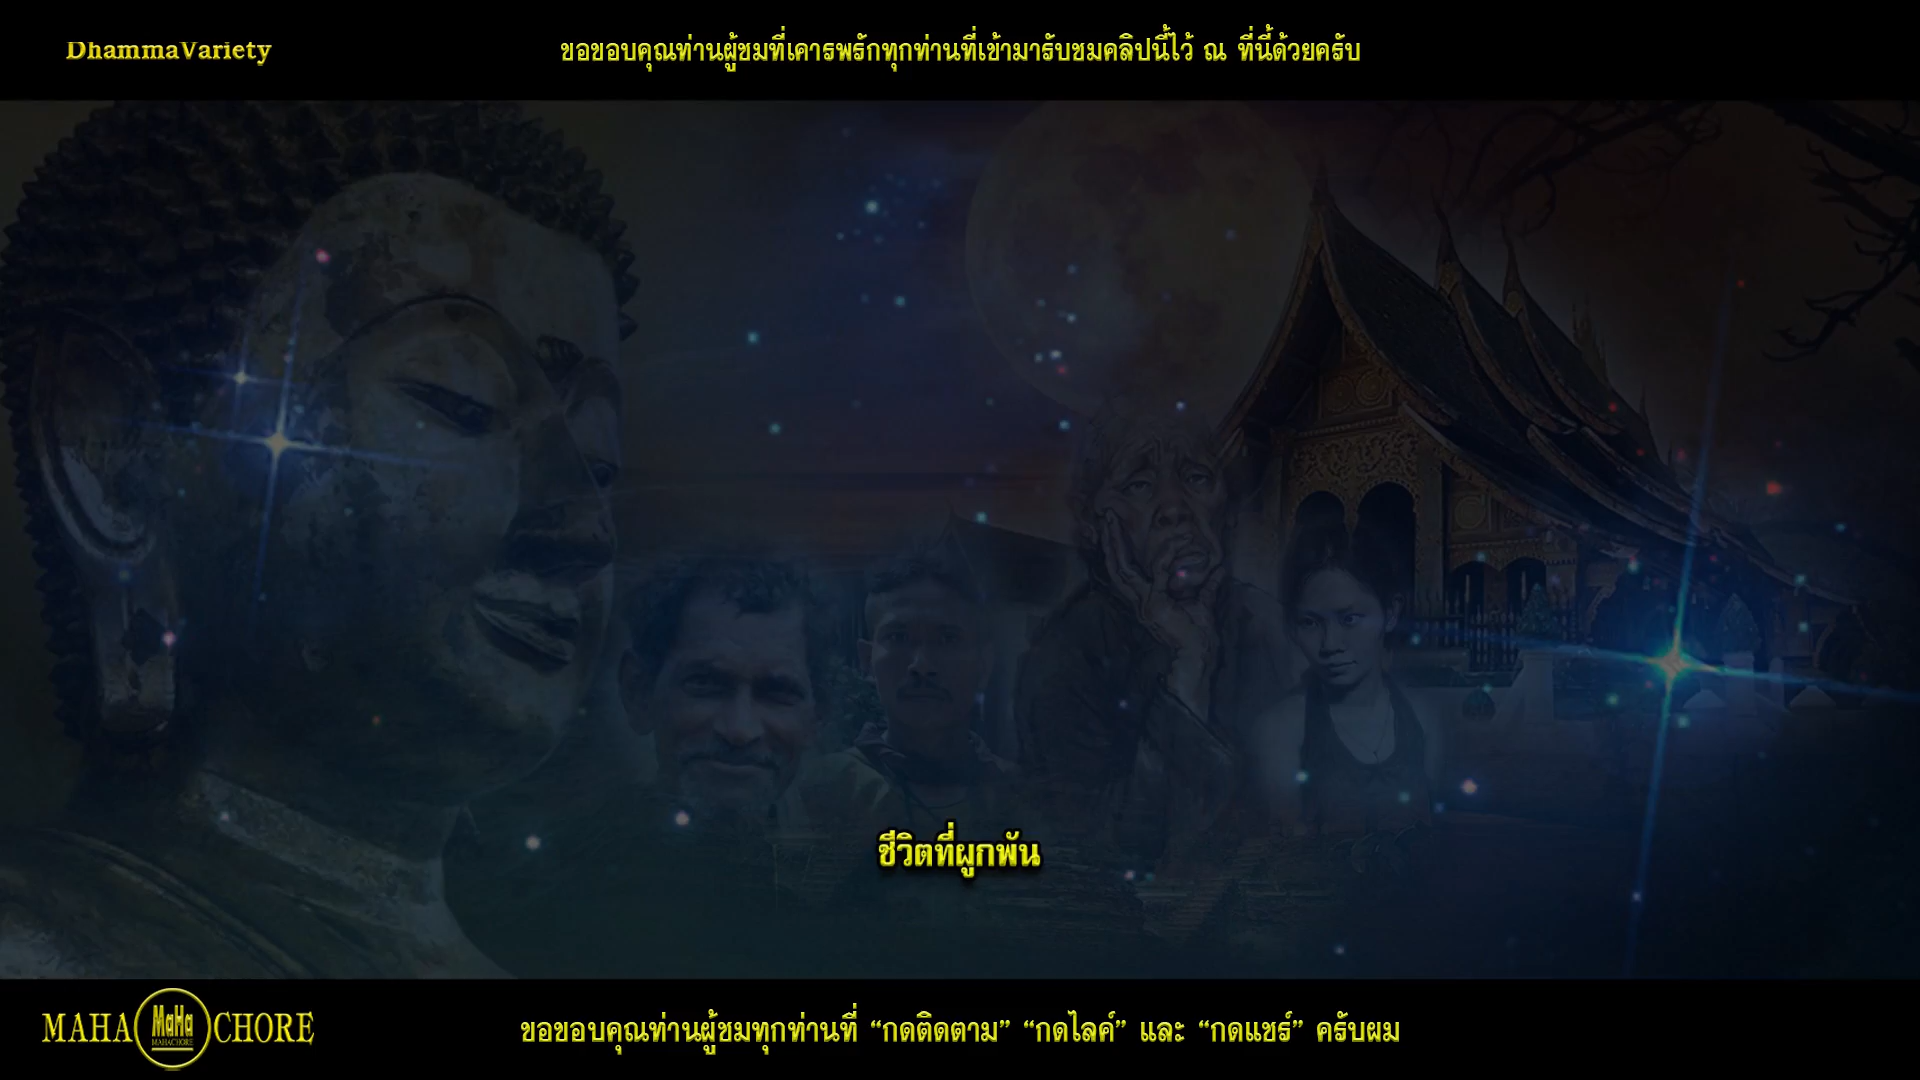 DhammaVariety
ขอขอบคุณท่านผู้ชมที่เคารพรักทุกท่านที่เข้ามารับชมคลิปนี้ไว้ ณ ที่นี้ด้วยครับ
ชีวิตที่ผูกพัน
MAHA MaHa CHORE
MAHACHORE
ขอขอบคุณท่านผู้ชมทุกท่านที่ “กดติดตาม” “กดไลค์” และ “กดแชร์” ครับผม